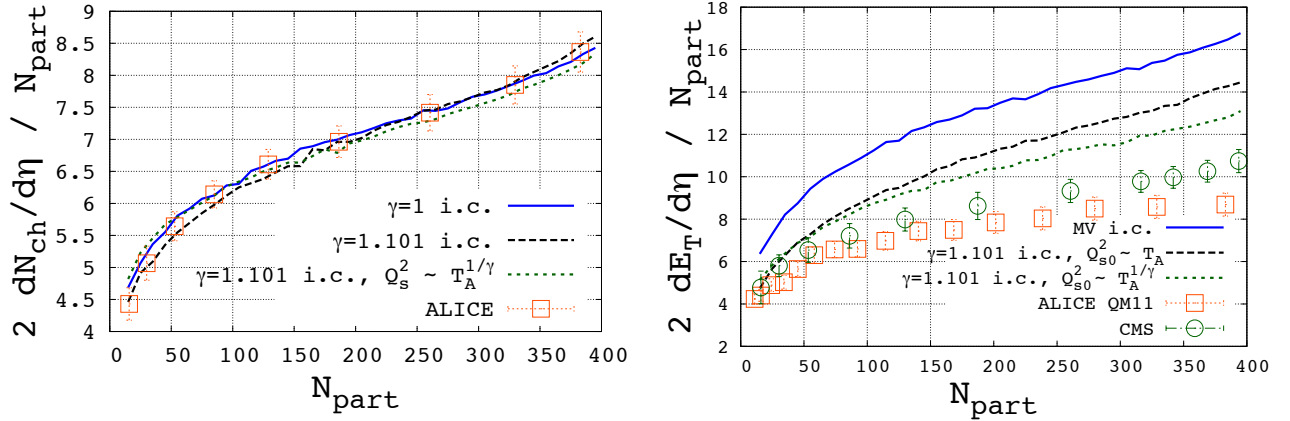 2 dN_ch/dη / N_part
9
8.5
8
7.5
7
6.5
6
5.5
5
4.5
4
γ=1 i.c.
γ=1.101 i.c.
γ=1.101 i.c., Q_s^2 ~ T_A^{1/γ}
ALICE
0 50 100 150 200 250 300 350 400
N_part
2 dE_T/dη / N_part
18
16
14
12
10
8
6
4
2
MV i.c.
γ=1.101 i.c., Q_{s0}^2 ~ T_A
γ=1.101 i.c., Q_{s0}^2 ~ T_A^{1/γ}
ALICE QM11
CMS
0 50 100 150 200 250 300 350 400
N_part